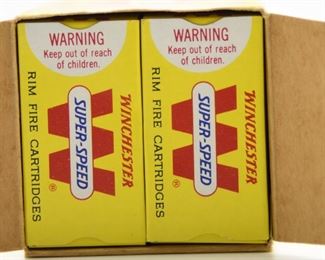 WARNING
Keep out of reach
of children.
WINCHESTER
W
SUPER-SPEED
®
RIM FIRE CARTRIDGES
WARNING
Keep out of reach
of children.
WINCHESTER
W
SUPER-SPEED
®
RIM FIRE CARTRIDGES